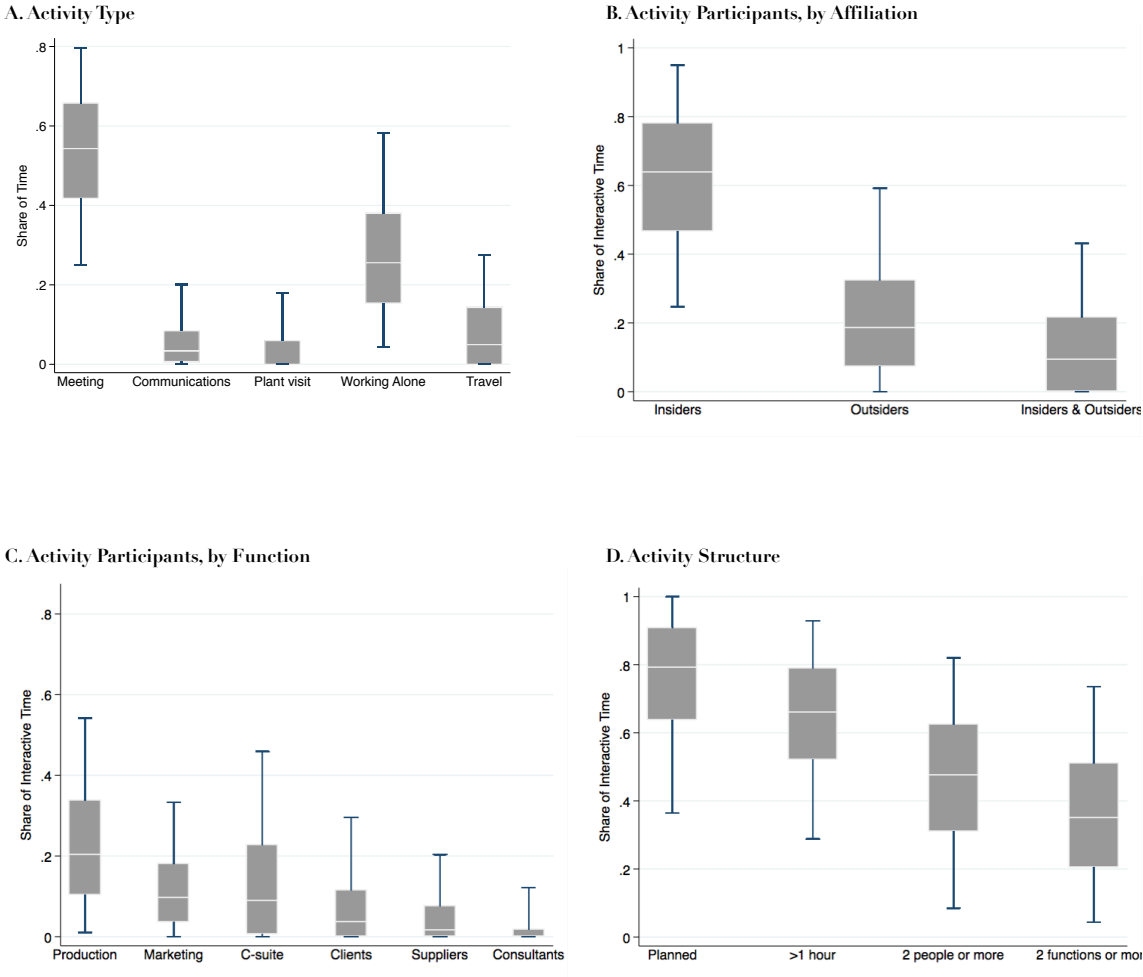 A. Activity Type
.8
.6
.4
.2
0
Share of Time
Meeting Communications Plant visit Working Alone Travel
B. Activity Participants, by Affiliation
1
.8
.6
.4
.2
0
Share of Interactive Time
Insiders Outsiders Insiders & Outsiders
C. Activity Participants, by Function
.8
.6
.4
.2
0
Share of Interactive Time
Production Marketing C-suite Clients Suppliers Consultants
D. Activity Structure
1
.8
.6
.4
.2
0
Share of Interactive Time
Planned >1 hour 2 people or more 2 functions or mor